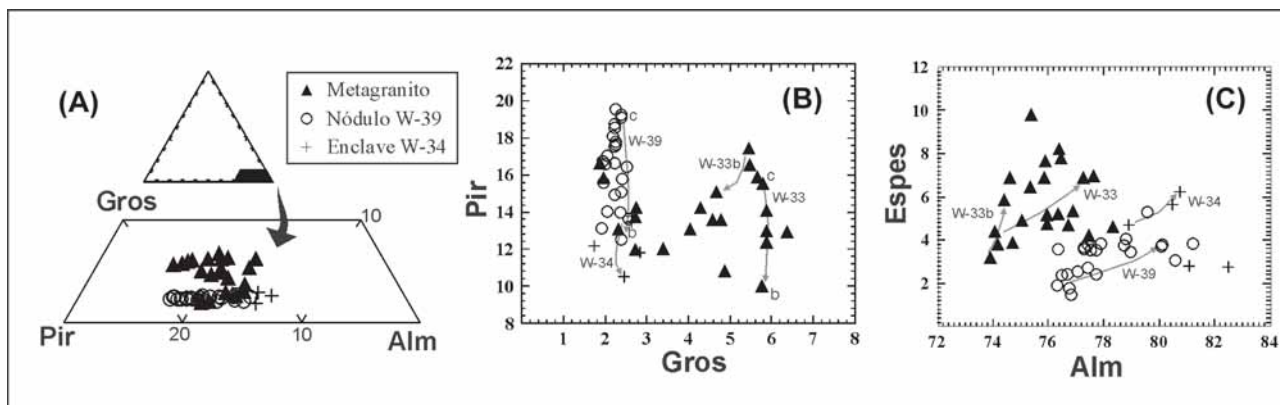 (A)
Metagranito
Nódulo W-39
Enclave W-34
Gros
10
Pir
20
10
Alm
(B)
Pir
22
20
18
16
14
12
10
8
c
W-39
b
W-34
W-33b
c
W-33
b
1 2 3 4 5 6 7 8
Gros
(C)
Espes
12
10
8
6
4
2
W-33b
W-33
W-34
W-39
72 74 76 78 80 82 84
Alm